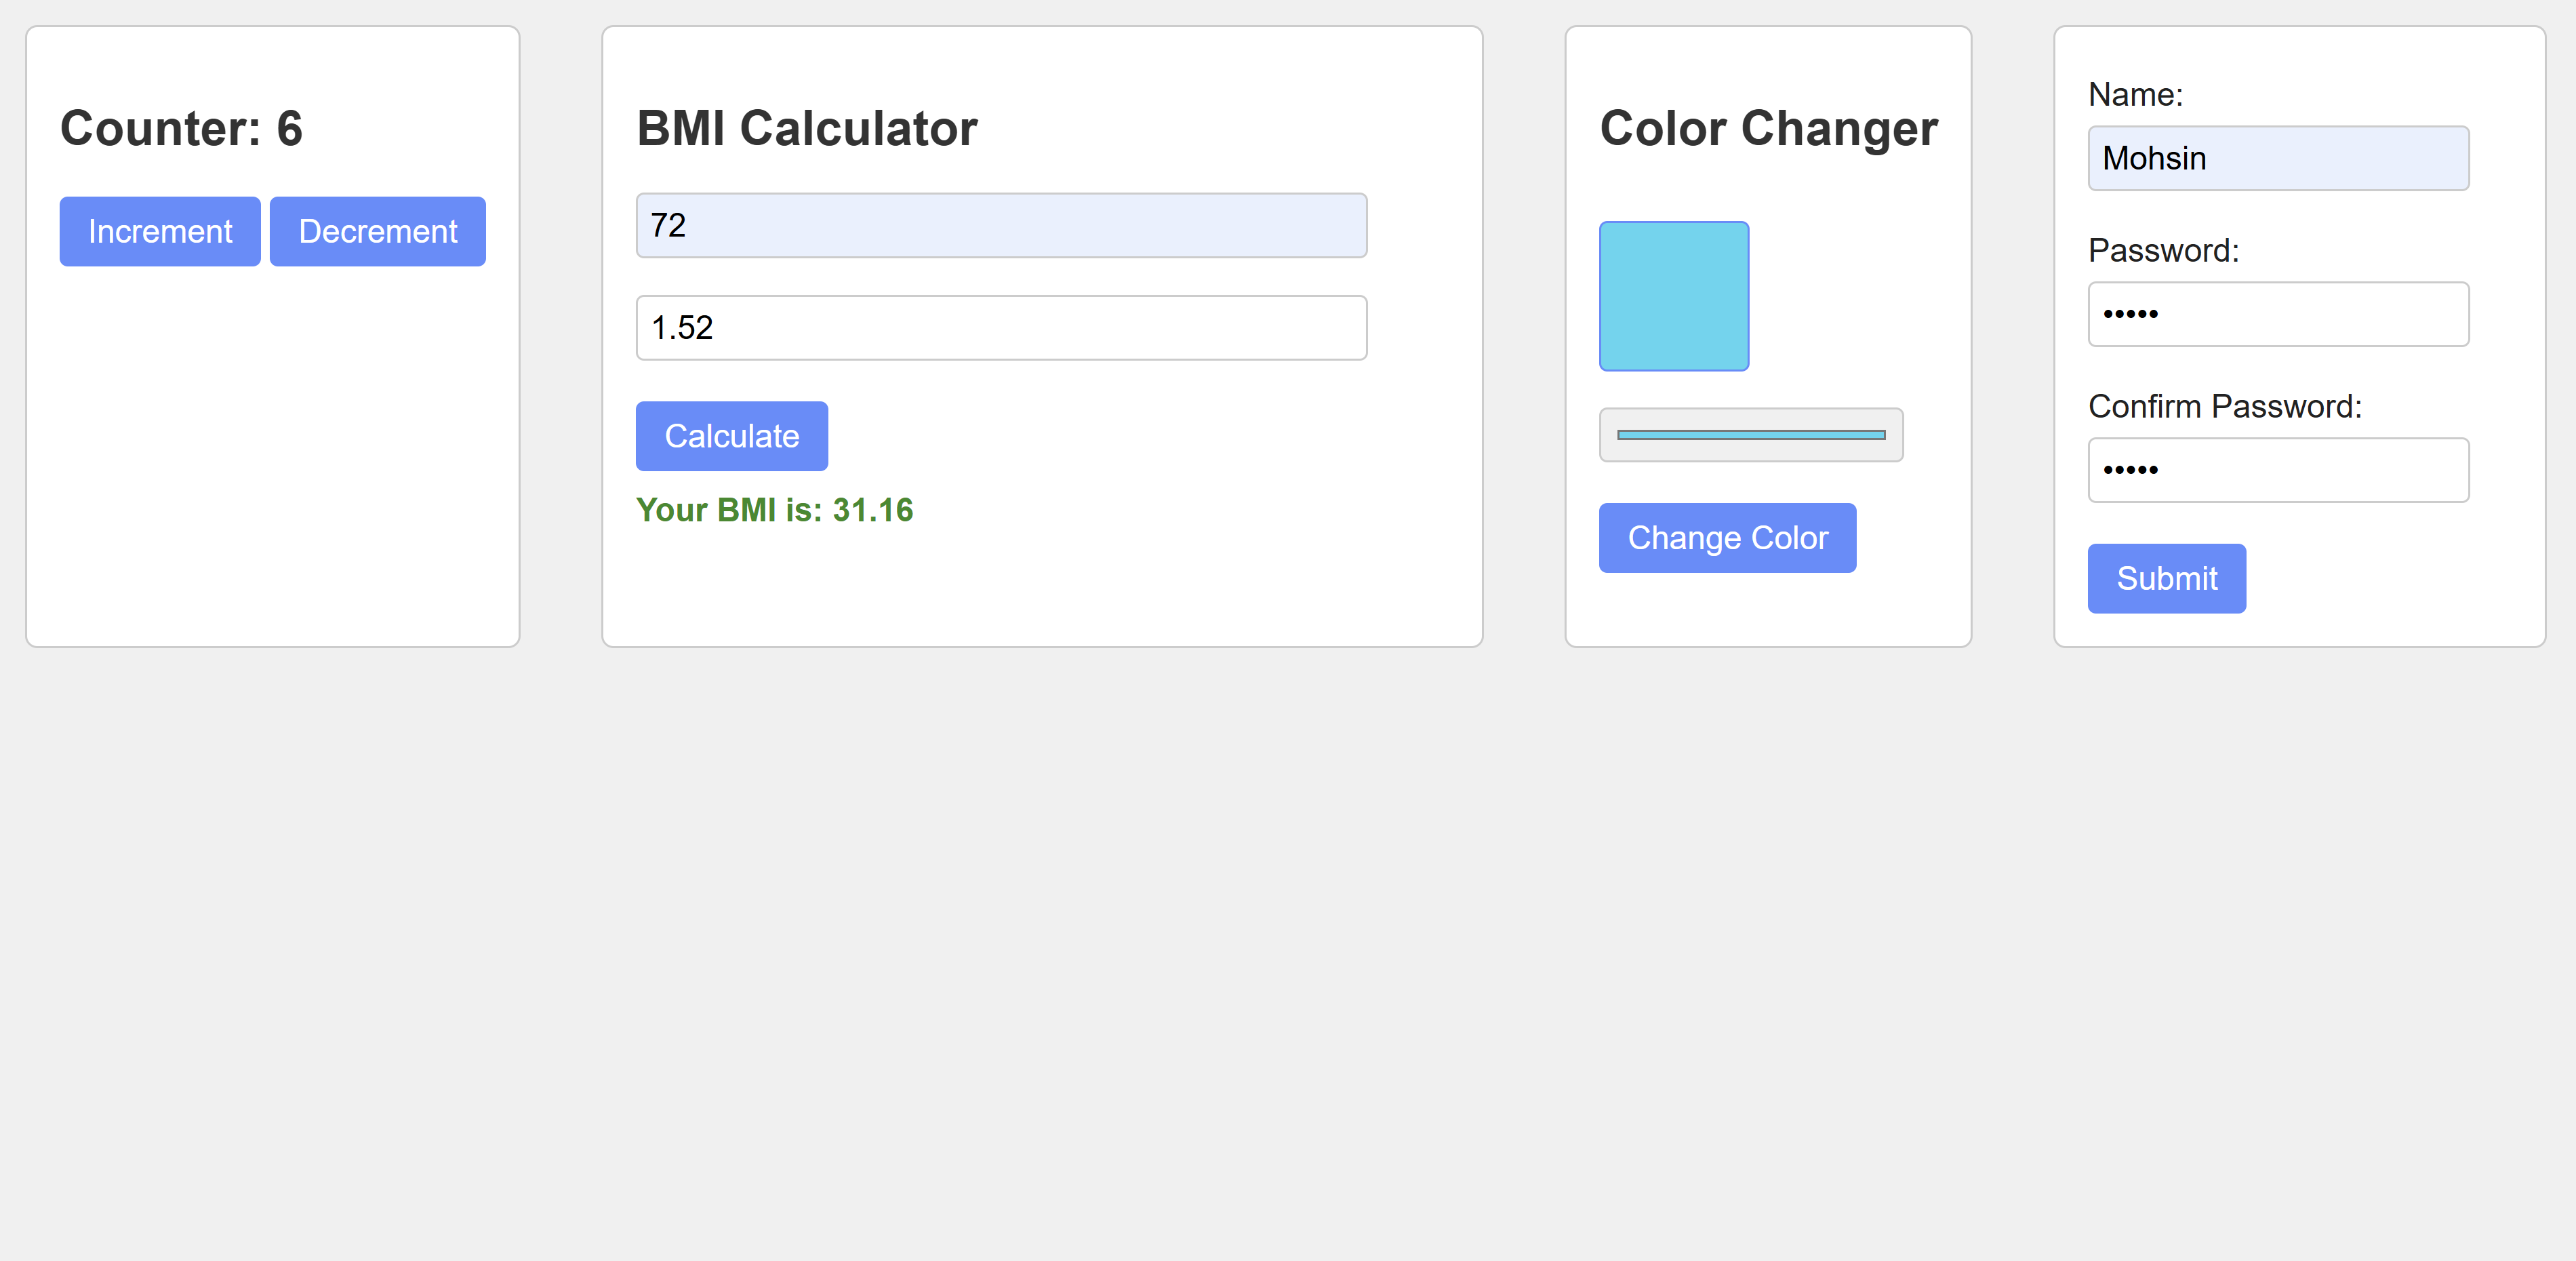 Counter: 6
Increment Decrement
BMI Calculator
72
1.52
Calculate
Your BMI is: 31.16
Color Changer
Change Color
Name:
Mohsin
Password:
•••••
Confirm Password:
•••••
Submit